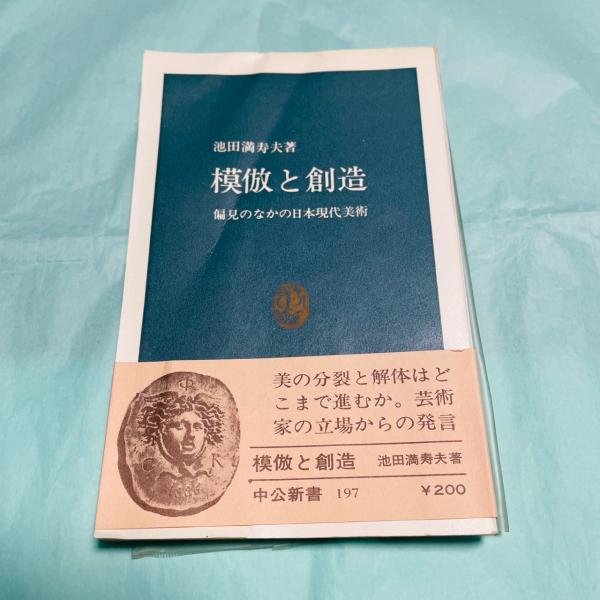 池田満寿夫著
模倣と創造
偏見のなかの日本現代美術
美の分裂と解体はど
こまで進むか。芸術
家の立場からの発言
模倣と創造 池田満寿夫著
中公新書 197 ¥200